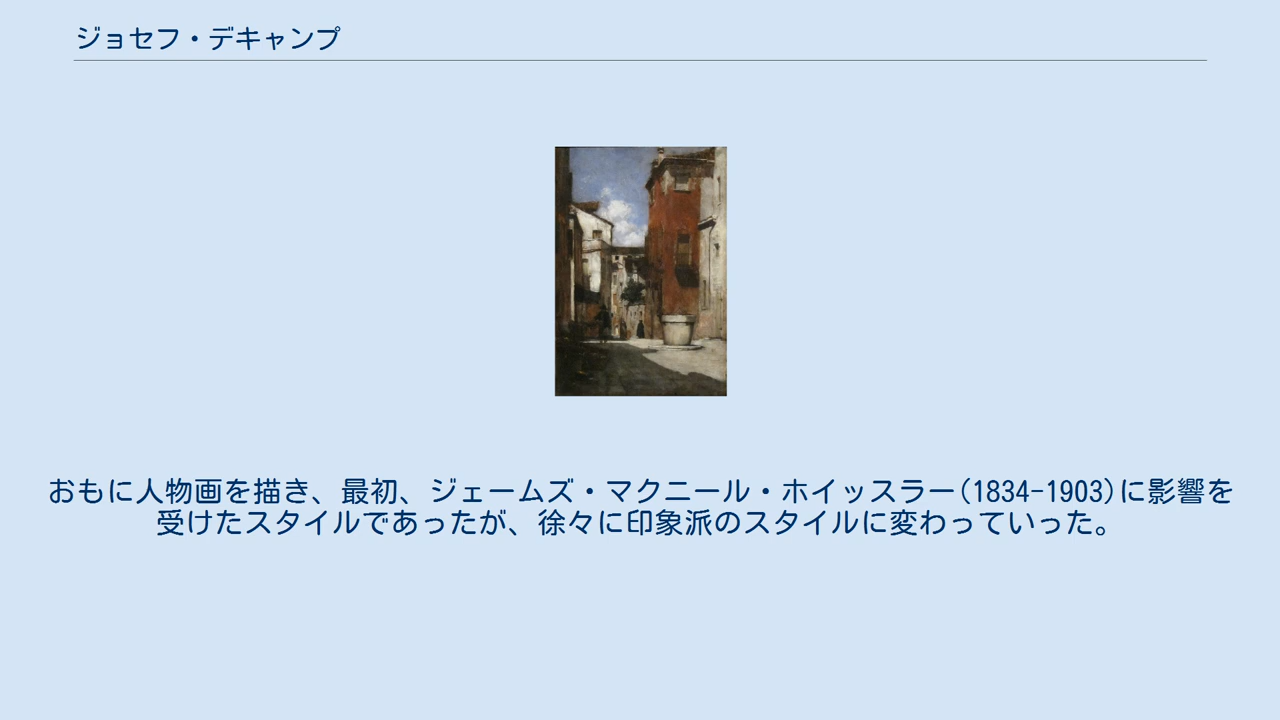 ジョセフ・デキャンプ
おもに人物画を描き、最初、ジェームズ・マクニール・ホイッスラー(1834-1903)に影響を
受けたスタイルであったが、徐々に印象派のスタイルに変わっていった。